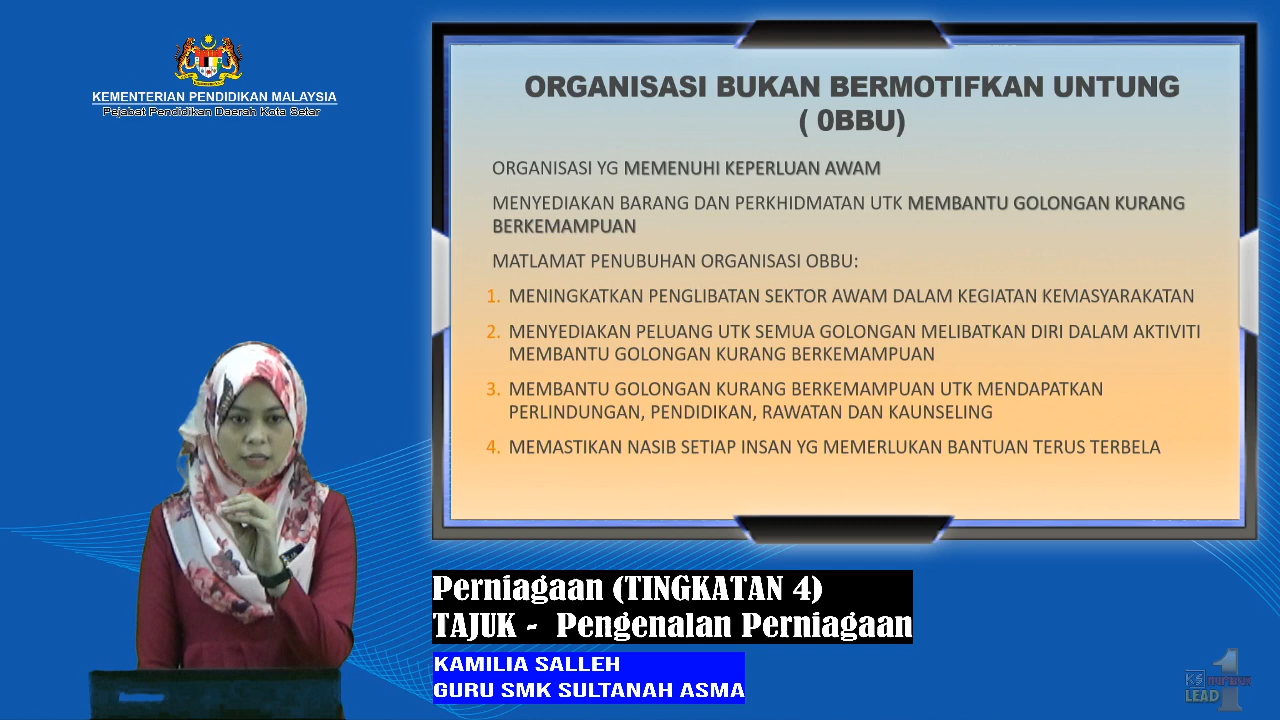 KEMENTERIAN PENDIDIKAN MALAYSIA
Pejabat Pendidikan Daerah Kota Setar
ORGANISASI BUKAN BERMOTIFKAN UNTUNG
( 0BBU)
ORGANISASI YG MEMENUHI KEPERLUAN AWAM
MENYEDIAKAN BARANG DAN PERKHIDMATAN UTK MEMBANTU GOLONGAN KURANG
BERKEMAMPUAN
MATLAMAT PENUBUHAN ORGANISASI OBBU:
1. MENINGKATKAN PENGLIBATAN SEKTOR AWAM DALAM KEGIATAN KEMASYARAKATAN
2. MENYEDIAKAN PELUANG UTK SEMUA GOLONGAN MELIBATKAN DIRI DALAM AKTIVITI
MEMBANTU GOLONGAN KURANG BERKEMAMPUAN
3. MEMBANTU GOLONGAN KURANG BERKEMAMPUAN UTK MENDAPATKAN
PERLINDUNGAN, PENDIDIKAN, RAWATAN DAN KAUNSELING
4. MEMASTIKAN NASIB SETIAP INSAN YG MEMERLUKAN BANTUAN TERUS TERBELA
Perniagaan (TINGKATAN 4)
TAJUK - Pengenalan Perniagaan
KAMILIA SALLEH
GURU SMK SULTANAH ASMA
KS
LEAD
1